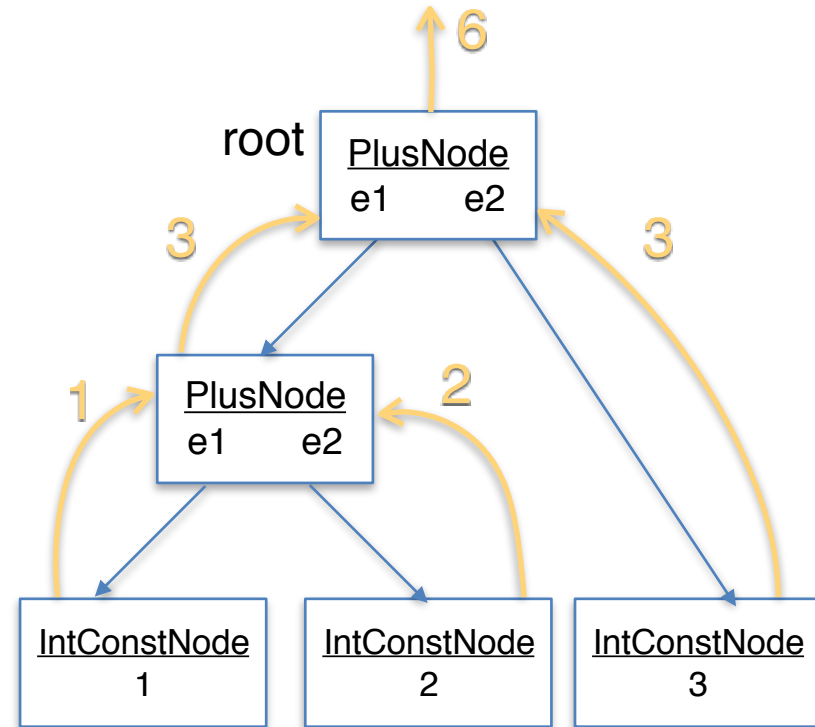 6
root
PlusNode
e1 e2
3
3
PlusNode
e1 e2
1
2
IntConstNode
1
IntConstNode
2
IntConstNode
3